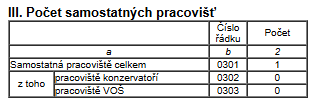 III. Počet samostatných pracovišť
Číslo řádku Počet
a b 2
Samostatná pracoviště celkem 0301 1
z toho pracoviště konzervatoří 0302 0
pracoviště VOŠ 0303 0